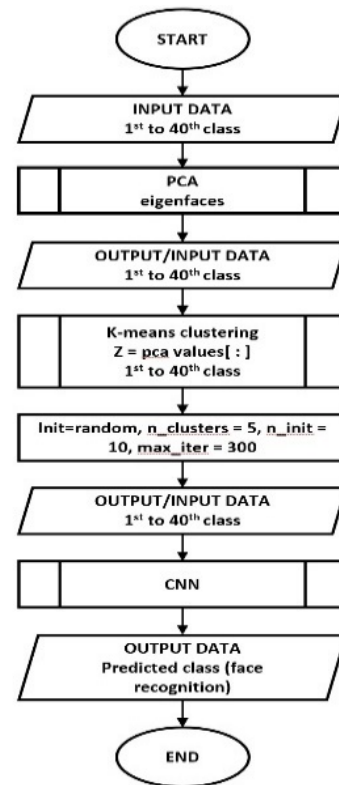 START
INPUT DATA
1st to 40th class
PCA
eigenfaces
OUTPUT/INPUT DATA
1st to 40th class
K-means clustering
Z = pca values[ : ]
1st to 40th class
Init=random, n_clusters = 5, n_init =
10, max_iter = 300
OUTPUT/INPUT DATA
1st to 40th class
CNN
OUTPUT DATA
Predicted class (face
recognition)
END